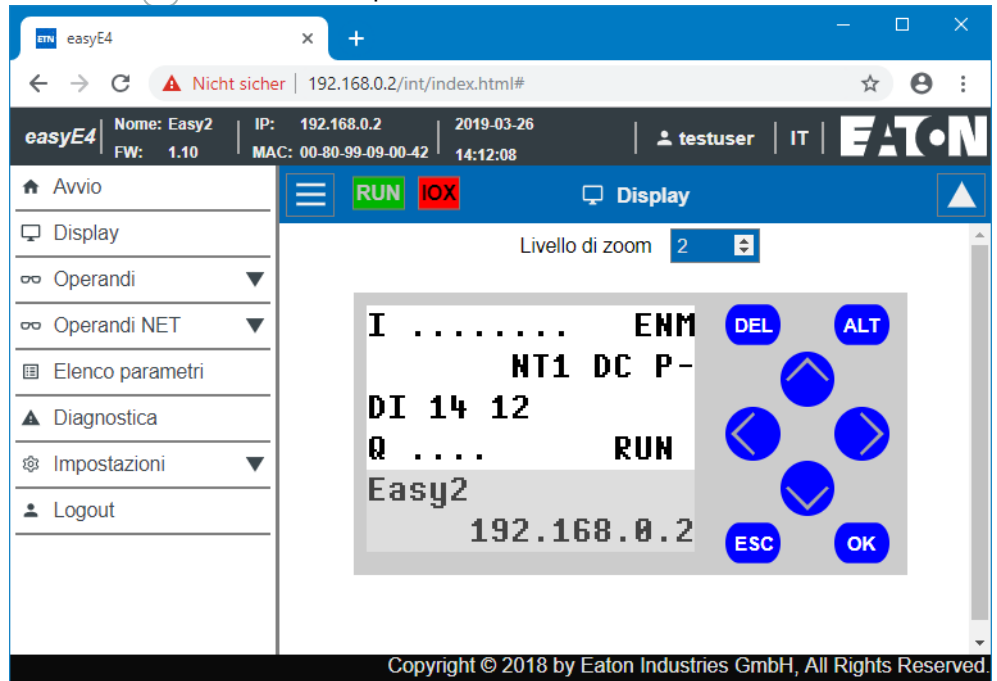 ETN easyE4
Nicht sicher 192.168.0.2/int/index.html#
easyE4 Nome: Easy2 IP: 192.168.0.2 2019-03-26 testuser IT EATON
FW: 1.10 MAC: 00-80-99-09-00-42 14:12:08
Avvio
RUN IOX Display
Display
Livello di zoom 2
Operandi
Operandi NET
Elenco parametri
Diagnostica
Impostazioni
Logout
I ........ ENM
NT1 DC P-
DI 14 12
Q .... RUN
Easy2
192.168.0.2
DEL ALT
ESC OK
Copyright © 2018 by Eaton Industries GmbH, All Rights Reserved.